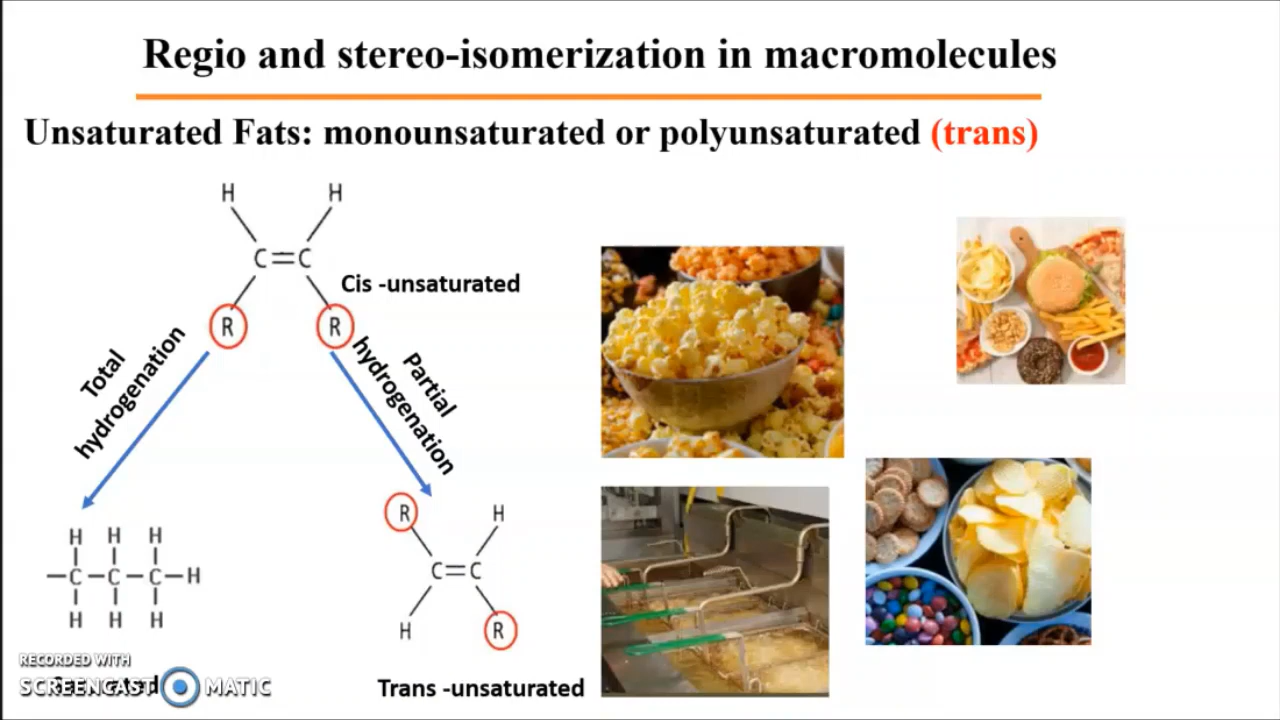 Regio and stereo-isomerization in macromolecules
Unsaturated Fats: monounsaturated or polyunsaturated (trans)
H H
C=C
Cis -unsaturated
R R
Total
hydrogenation
Partial
hydrogenation
R H
C=C
H R
H H H
–C–C–C–H
H H H
RECORDED WITH
SCREENCAST MATIC
Trans -unsaturated